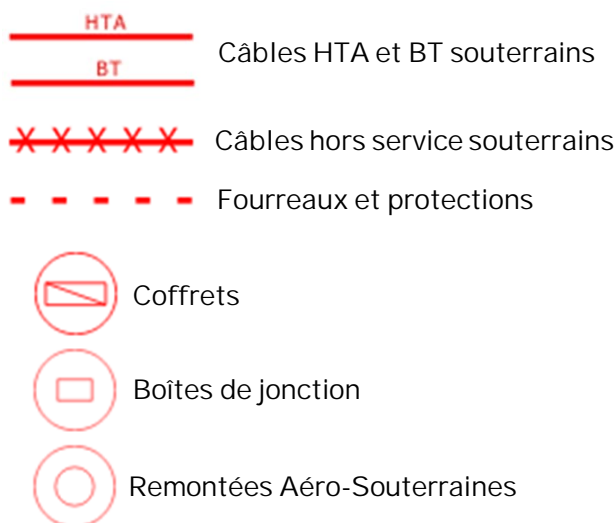 HTA
Câbles HTA et BT souterrains
BT
Câbles hors service souterrains
Fourreaux et protections
Coffrets
Boîtes de jonction
Remontées Aéro-Souterraines